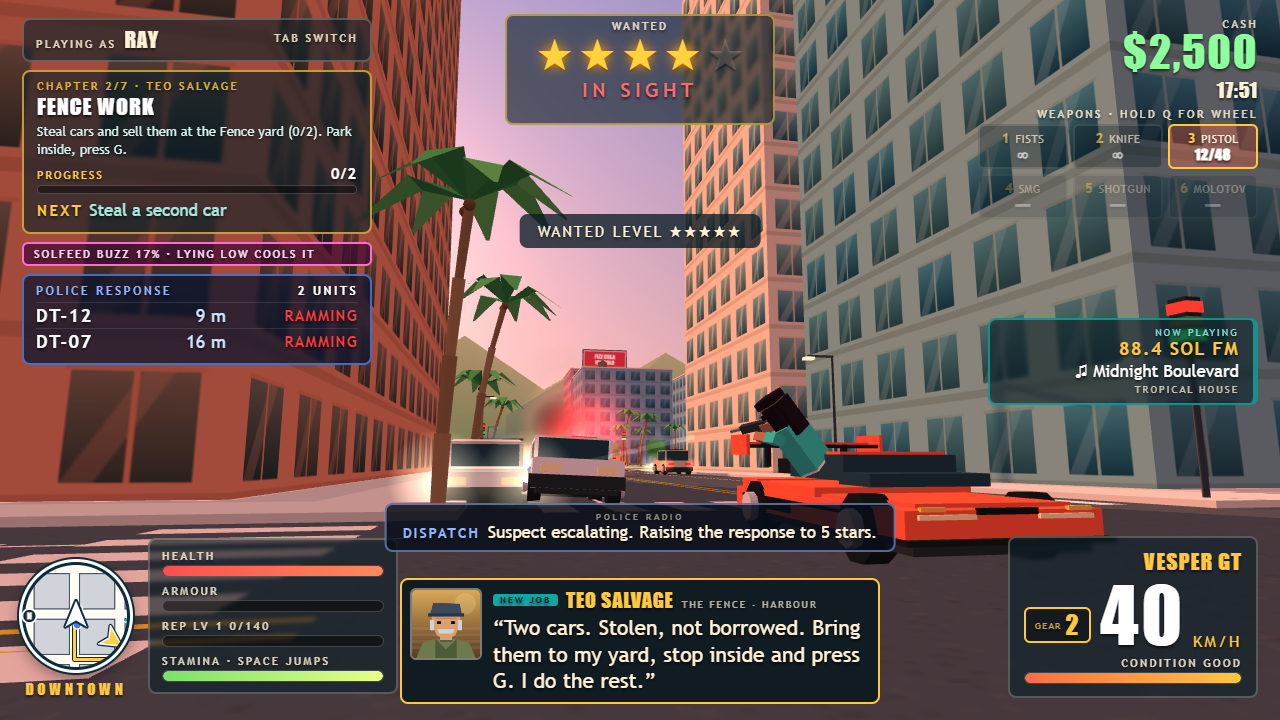 PLAYING AS RAY TAB SWITCH
CHAPTER 2/7 · TEO SALVAGE
FENCE WORK
Steal cars and sell them at the Fence yard (0/2). Park
inside, press G.
PROGRESS 0/2
NEXT Steal a second car
SOLFEED BUZZ 17% · LYING LOW COOLS IT
POLICE RESPONSE 2 UNITS
DT-12 9 m RAMMING
DT-07 16 m RAMMING
WANTED
IN SIGHT
WANTED LEVEL ★★★★★
CASH
$2,500
17:51
WEAPONS · HOLD Q FOR WHEEL
1 FISTS 2 KNIFE 3 PISTOL
∞ ∞ 12/48
4 SMG 5 SHOTGUN 6 MOLOTOV
— — —
NOW PLAYING
88.4 SOL FM
♫ Midnight Boulevard
TROPICAL HOUSE
POLICE RADIO
DISPATCH Suspect escalating. Raising the response to 5 stars.
HEALTH
ARMOUR
REP LV 1 0/140
STAMINA · SPACE JUMPS
DOWNTOWN
NEW JOB TEO SALVAGE THE FENCE · HARBOUR
“Two cars. Stolen, not borrowed. Bring
them to my yard, stop inside and press
G. I do the rest.”
VESPER GT
GEAR 2 40 KM/H
CONDITION GOOD